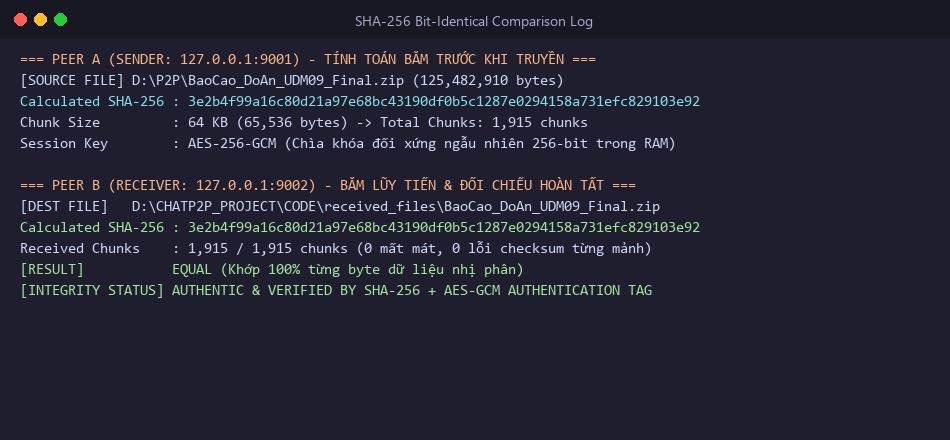 SHA-256 Bit-Identical Comparison Log
=== PEER A (SENDER: 127.0.0.1:9001) - TÍNH TOÁN BĂM TRƯỚC KHI TRUYỀN ===
[SOURCE FILE] D:\P2P\BaoCao_DoAn_UDM09_Final.zip (125,482,910 bytes)
Calculated SHA-256 : 3e2b4f99a16c80d21a97e68bc43190df0b5c1287e0294158a731efc829103e92
Chunk Size         : 64 KB (65,536 bytes) -> Total Chunks: 1,915 chunks
Session Key        : AES-256-GCM (Chìa khóa đối xứng ngẫu nhiên 256-bit trong RAM)
=== PEER B (RECEIVER: 127.0.0.1:9002) - BĂM LŨY TIẾN & ĐỐI CHIẾU HOÀN TẤT ===
[DEST FILE]   D:\CHATP2P_PROJECT\CODE\received_files\BaoCao_DoAn_UDM09_Final.zip
Calculated SHA-256 : 3e2b4f99a16c80d21a97e68bc43190df0b5c1287e0294158a731efc829103e92
Received Chunks    : 1,915 / 1,915 chunks (0 mất mát, 0 lỗi checksum từng mảnh)
[RESULT]           EQUAL (Khớp 100% từng byte dữ liệu nhị phân)
[INTEGRITY STATUS] AUTHENTIC & VERIFIED BY SHA-256 + AES-GCM AUTHENTICATION TAG